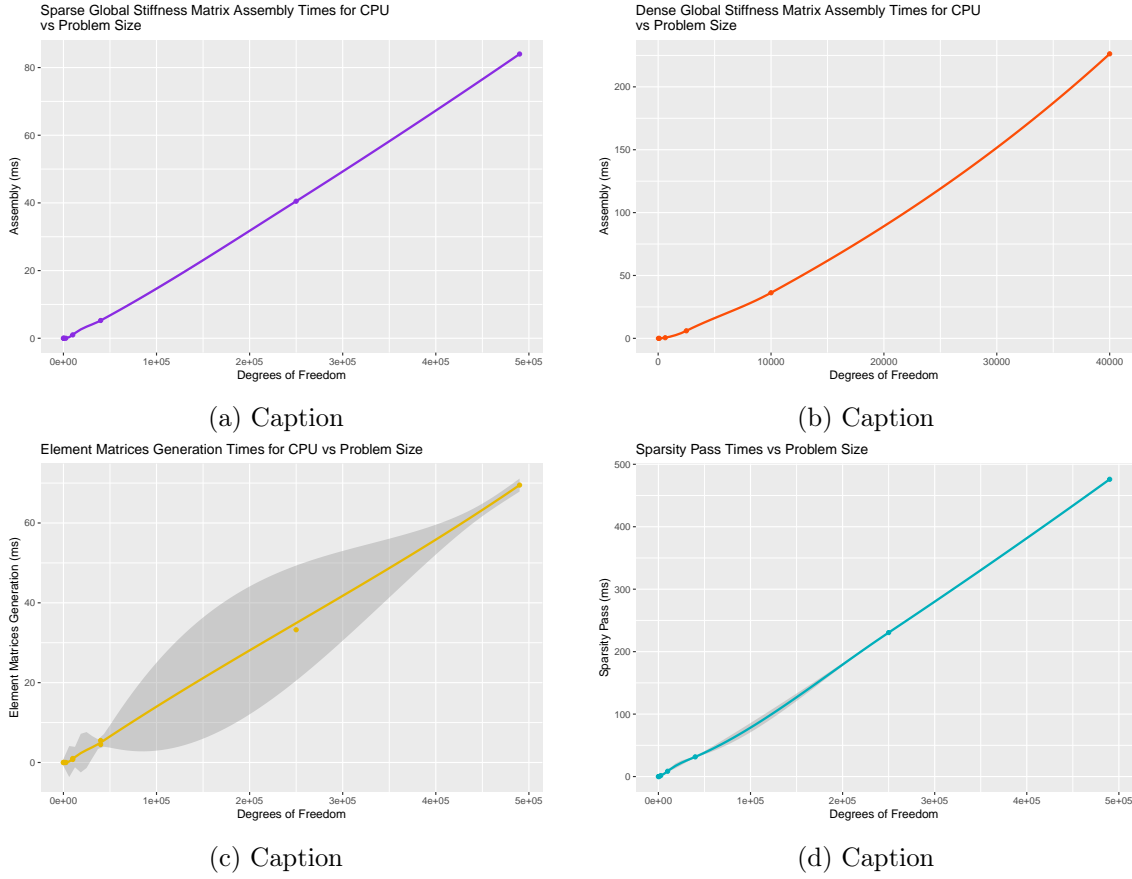 Sparse Global Stiffness Matrix Assembly Times for CPU
vs Problem Size
80
60
40
20
0
Assembly (ms)
0e+00 1e+05 2e+05 3e+05 4e+05 5e+05
Degrees of Freedom
(a) Caption
Dense Global Stiffness Matrix Assembly Times for CPU
vs Problem Size
225
150
75
50
0
Assembly (ms)
0 10000 20000 30000 40000
Degrees of Freedom
(b) Caption
Element Matrices Generation Times for CPU vs Problem Size
60
40
20
0
Element Matrices Generation (ms)
0e+00 1e+05 2e+05 3e+05 4e+05 5e+05
Degrees of Freedom
(c) Caption
Sparsity Pass Times vs Problem Size
500
400
300
200
100
0
Sparsity Pass (ms)
0e+00 1e+05 2e+05 3e+05 4e+05 5e+05
Degrees of Freedom
(d) Caption